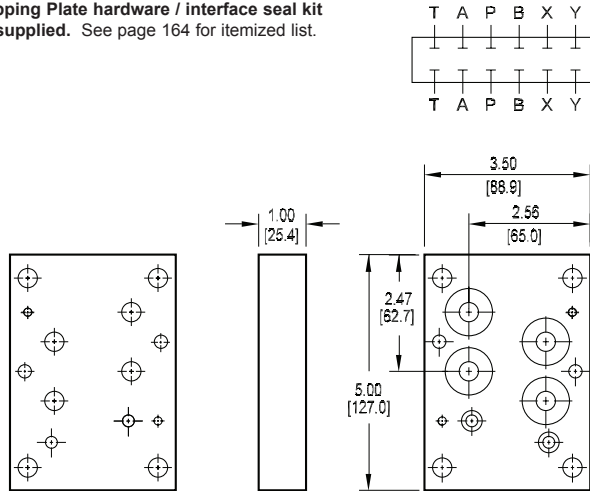 pping Plate hardware / interface seal kit
supplied. See page 164 for itemized list.
T A P B X Y
T A P B X Y
3.50
[88.9]
1.00
[25.4]
2.56
[65.0]
2.47
[62.7]
5.00
[127.0]